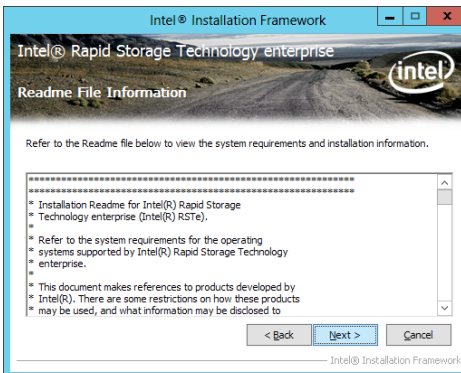 Intel® Installation Framework
Intel® Rapid Storage Technology enterprise
intel
Readme File Information
Refer to the Readme file below to view the system requirements and installation information.
************************************************************
************************************************************
* Installation Readme for Intel(R) Rapid Storage
* Technology enterprise (Intel(R) RSTe).
*
* Refer to the system requirements for the operating
* systems supported by Intel(R) Rapid Storage Technology
* enterprise.
*
* This document makes references to products developed by
* Intel(R). There are some restrictions on how these products
* may be used, and what information may be disclosed to
< Back Next > Cancel
Intel® Installation Framework